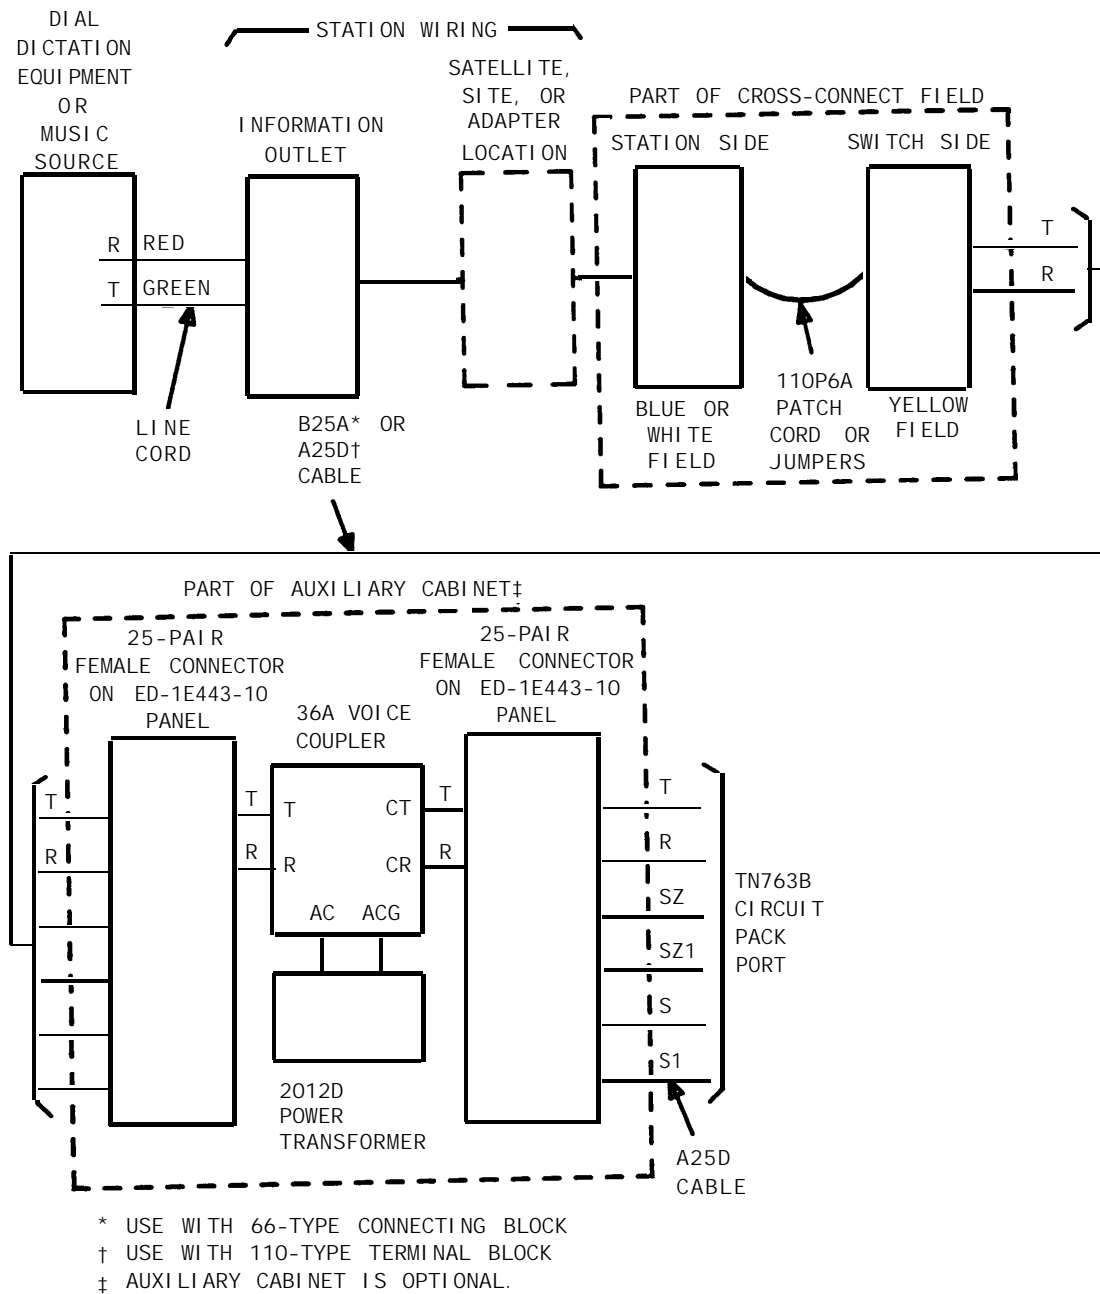 DIAL
DICTATION
EQUIPMENT
OR
MUSIC
SOURCE
STATION WIRING
INFORMATION
OUTLET
SATELLITE,
SITE, OR
ADAPTER
LOCATION
PART OF CROSS-CONNECT FIELD
STATION SIDE
SWITCH SIDE
R RED
T GREEN
T
R
LINE
CORD
B25A* OR
A25D†
CABLE
BLUE OR
WHITE
FIELD
110P6A
PATCH
CORD OR
JUMPERS
YELLOW
FIELD
PART OF AUXILIARY CABINET‡
25-PAIR
FEMALE CONNECTOR
ON ED-1E443-10
PANEL
36A VOICE
COUPLER
25-PAIR
FEMALE CONNECTOR
ON ED-1E443-10
PANEL
T
R
T
R
T
R
CT
CR
AC ACG
T
R
T
R
SZ
SZ1
S
S1
TN763B
CIRCUIT
PACK
PORT
2012D
POWER
TRANSFORMER
A25D
CABLE
* USE WITH 66-TYPE CONNECTING BLOCK
† USE WITH 110-TYPE TERMINAL BLOCK
‡ AUXILIARY CABINET IS OPTIONAL.